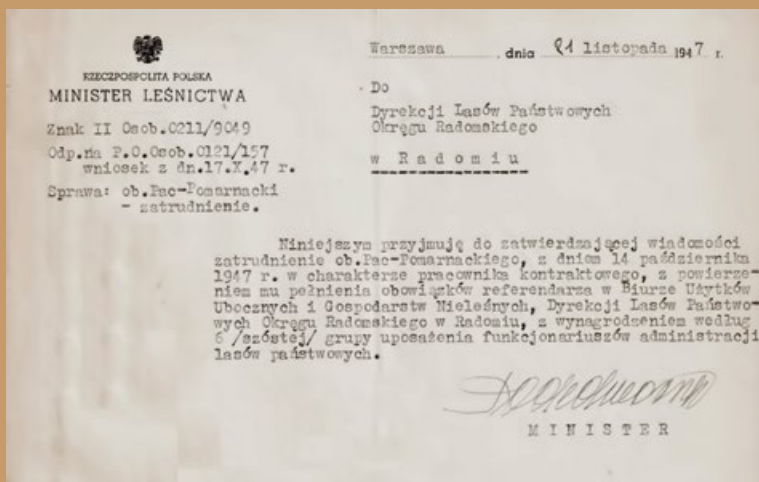 Warszawa, dnia 21 listopada 1947 r.
RZECZPOSPOLITA POLSKA
MINISTER LEŚNICTWA
Znak II Osob.0211/9049
Odp.na P.O.Osob.0121/157
wniosek z dn.17.X.47 r.
Sprawa: ob.Pac-Pomarnacki
- zatrudnienie.
Do
Dyrekcji Lasów Państwowych
Okręgu Radomskiego
w Radomiu
Niniejszym przyjmuję do zatwierdzającej wiadomości
zatrudnienie ob.Pac-Pomarnackiego, z dniem 14 października
1947 r. w charakterze pracownika kontraktowego, z powierze-
niem mu pełnienia obowiązków referendarza w Biurze Użytków
Ubocznych i Gospodarstw Nieleśnych, Dyrekcji Lasów Państwo-
wych Okręgu Radomskiego w Radomiu, z wynagrodzeniem według
6 /szóstej/ grupy uposażenia funkcjonariuszów administracji
lasów państwowych.
MINISTER